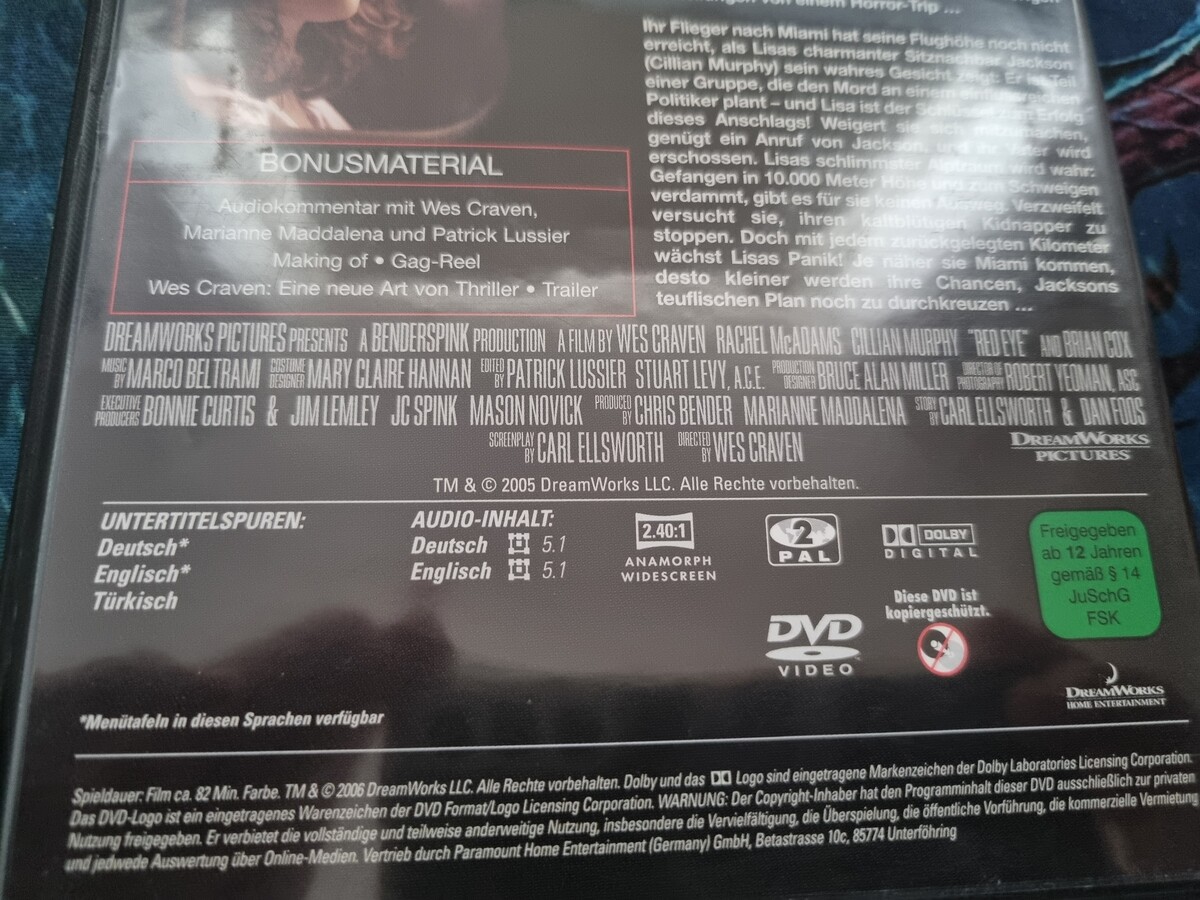 von einem Horror-Trip ...
Ihr Flieger nach Miami hat seine Flughöhe noch nicht
erreicht, als Lisas charmanter Sitznachbar Jackson
(Cillian Murphy) sein wahres Gesicht zeigt: Er ist Teil
einer Gruppe, die den Mord an einem einflussreichen
Politiker plant – und Lisa ist der Schlüssel zum Erfolg
dieses Anschlags! Weigert sie sich mitzumachen,
genügt ein Anruf von Jackson, und ihr Vater wird
erschossen. Lisas schlimmster Alptraum wird wahr:
Gefangen in 10.000 Meter Höhe und zum Schweigen
verdammt, gibt es für sie keinen Ausweg. Verzweifelt
versucht sie, ihren kaltblütigen Kidnapper zu
stoppen. Doch mit jedem zurückgelegten Kilometer
wächst Lisas Panik! Je näher sie Miami kommen,
desto kleiner werden ihre Chancen, Jacksons
teuflischen Plan noch zu durchkreuzen ...
BONUSMATERIAL
Audiokommentar mit Wes Craven,
Marianne Maddalena und Patrick Lussier
Making of • Gag-Reel
Wes Craven: Eine neue Art von Thriller • Trailer
DREAMWORKS PICTURES PRESENTS A BENDERSPINK PRODUCTION A FILM BY WES CRAVEN RACHEL McADAMS CILLIAN MURPHY "RED EYE" AND BRIAN COX
MUSIC BY MARCO BELTRAMI COSTUME DESIGNER MARY CLAIRE HANNAN EDITED BY PATRICK LUSSIER STUART LEVY, A.C.E. PRODUCTION DESIGNER BRUCE ALAN MILLER DIRECTOR OF PHOTOGRAPHY ROBERT YEOMAN, ASC
EXECUTIVE PRODUCERS BONNIE CURTIS & JIM LEMLEY JC SPINK MASON NOVICK PRODUCED BY CHRIS BENDER MARIANNE MADDALENA STORY BY CARL ELLSWORTH & DAN FOOS
SCREENPLAY BY CARL ELLSWORTH DIRECTED BY WES CRAVEN
DREAMWORKS
PICTURES
TM & © 2005 DreamWorks LLC. Alle Rechte vorbehalten.
UNTERTITELSPUREN:
Deutsch*
Englisch*
Türkisch
AUDIO-INHALT:
Deutsch 5.1
Englisch 5.1
2.40:1
ANAMORPH
WIDESCREEN
2
PAL
DOLBY
DIGITAL
DVD
VIDEO
Diese DVD ist
kopiergeschützt.
Freigegeben
ab 12 Jahren
gemäß § 14
JuSchG
FSK
DREAMWORKS
HOME ENTERTAINMENT
*Menütafeln in diesen Sprachen verfügbar
Spieldauer: Film ca. 82 Min. Farbe. TM & © 2006 DreamWorks LLC. Alle Rechte vorbehalten. Dolby und das Logo sind eingetragene Markenzeichen der Dolby Laboratories Licensing Corporation.
Das DVD-Logo ist ein eingetragenes Warenzeichen der DVD Format/Logo Licensing Corporation. WARNUNG: Der Copyright-Inhaber hat den Programminhalt dieser DVD ausschließlich zur privaten
Nutzung freigegeben. Er verbietet die vollständige und teilweise anderweitige Nutzung, insbesondere die Vervielfältigung, die Überspielung, die öffentliche Vorführung, die kommerzielle Vermietung
und jedwede Auswertung über Online-Medien. Vertrieb durch Paramount Home Entertainment (Germany) GmbH, Betastrasse 10c, 85774 Unterföhring